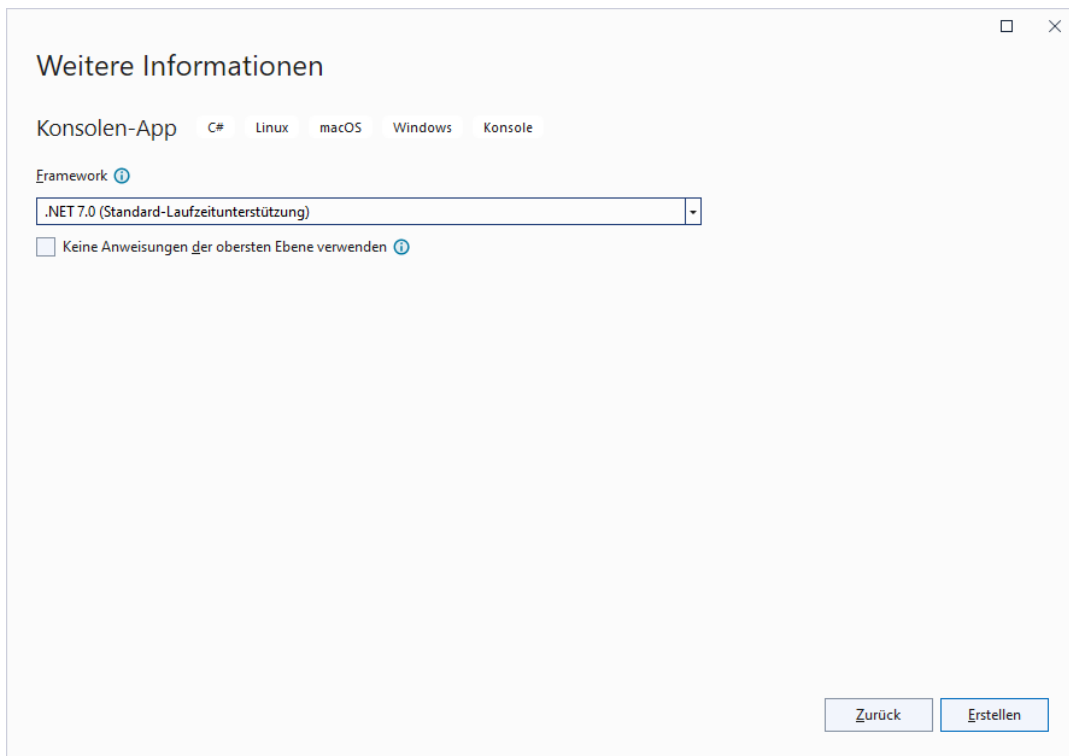 Weitere Informationen
Konsolen-App C# Linux macOS Windows Konsole
Framework
.NET 7.0 (Standard-Laufzeitunterstützung)
Keine Anweisungen der obersten Ebene verwenden
Zurück Erstellen